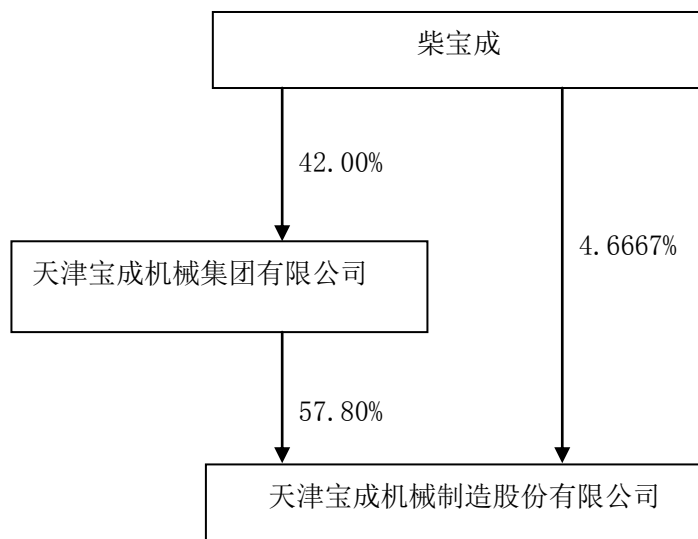 柴宝成
42.00%
4.6667%
天津宝成机械集团有限公司
57.80%
天津宝成机械制造股份有限公司